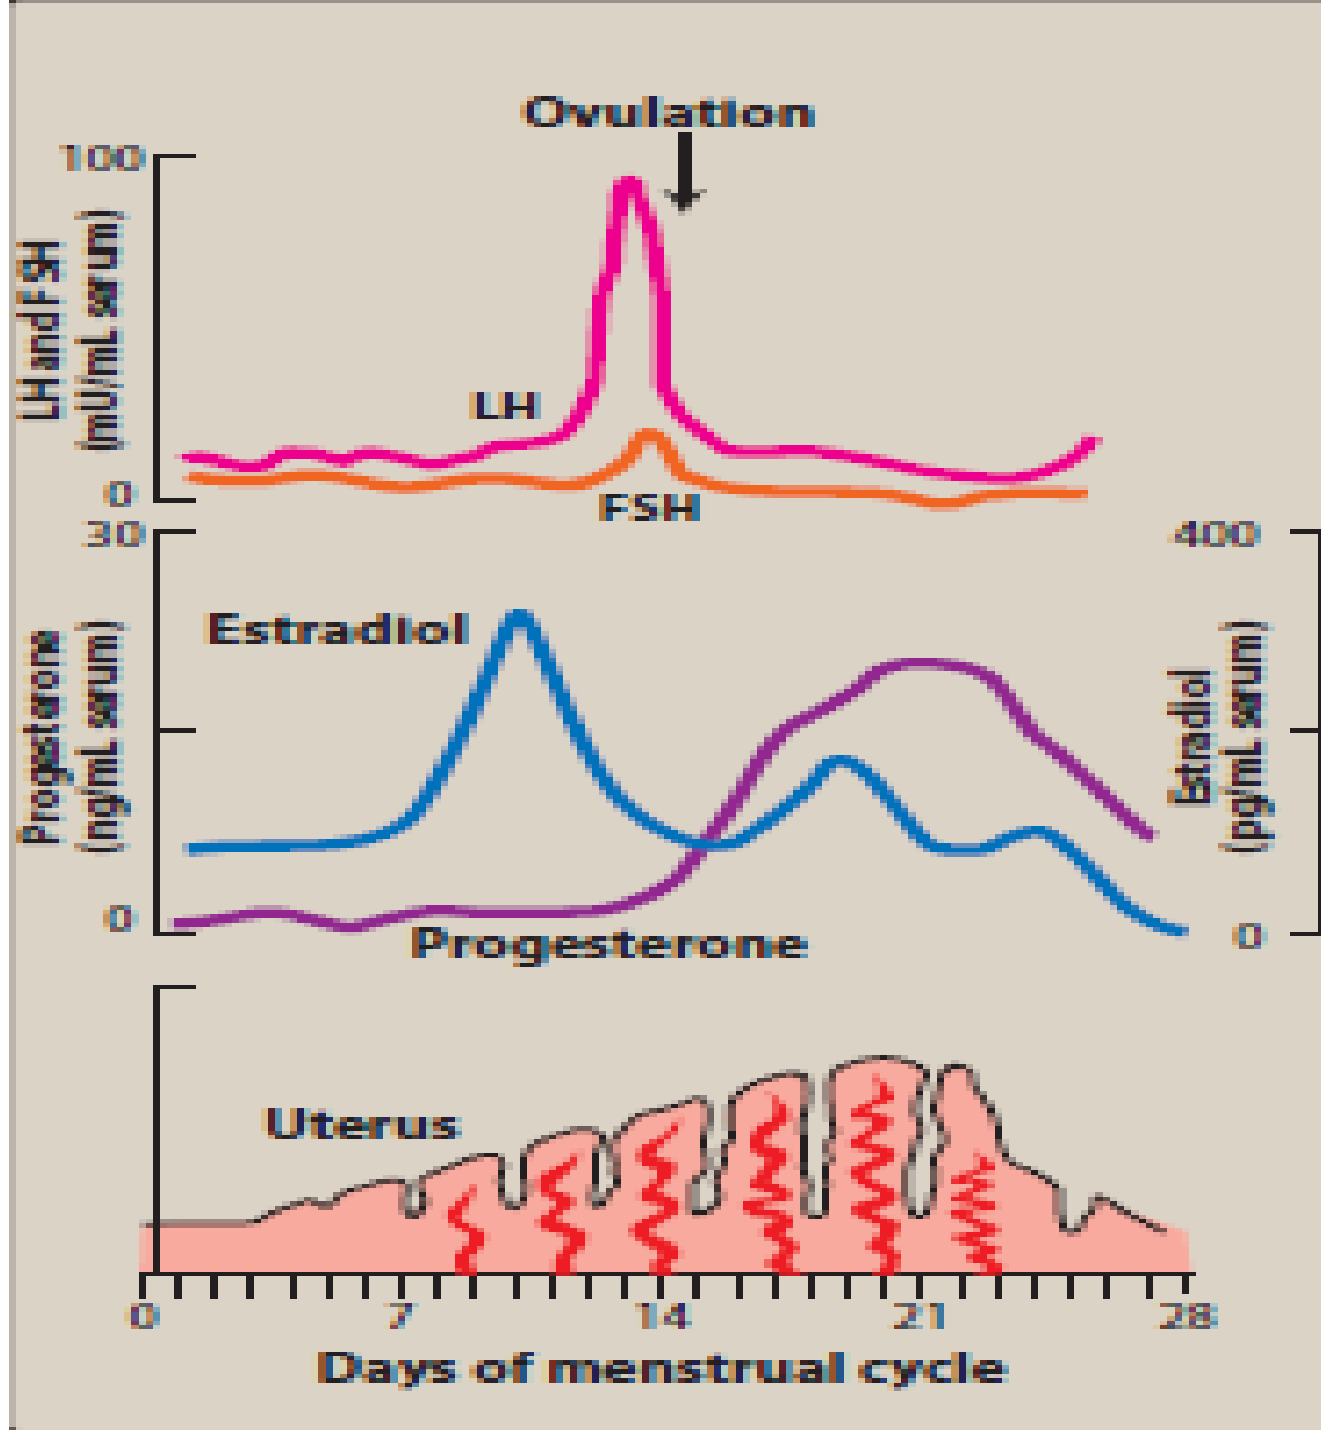 Ovulation
100
LH and FSH
(mU/mL serum)
LH
0
FSH
30
400
Estradiol
Progesterone
(ng/mL serum)
Estradiol
(pg/mL serum)
0
Progesterone
0
Uterus
0 7 14 21 28
Days of menstrual cycle